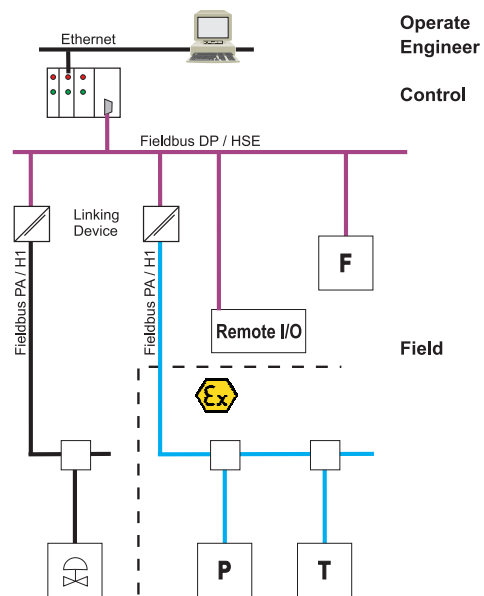 Operate
Engineer
Ethernet
Control
Fieldbus DP / HSE
Linking
Device
Fieldbus PA / H1
Fieldbus PA / H1
F
Remote I/O
Field
Ex
P
T